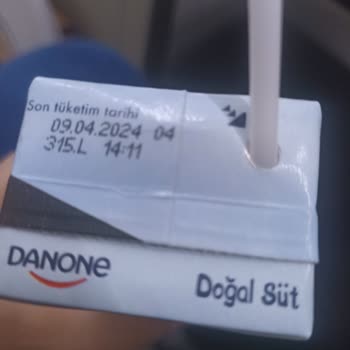 Son tüketim tarihi
09.04.2024 04
315.L 14:11
DANONE
Doğal Süt